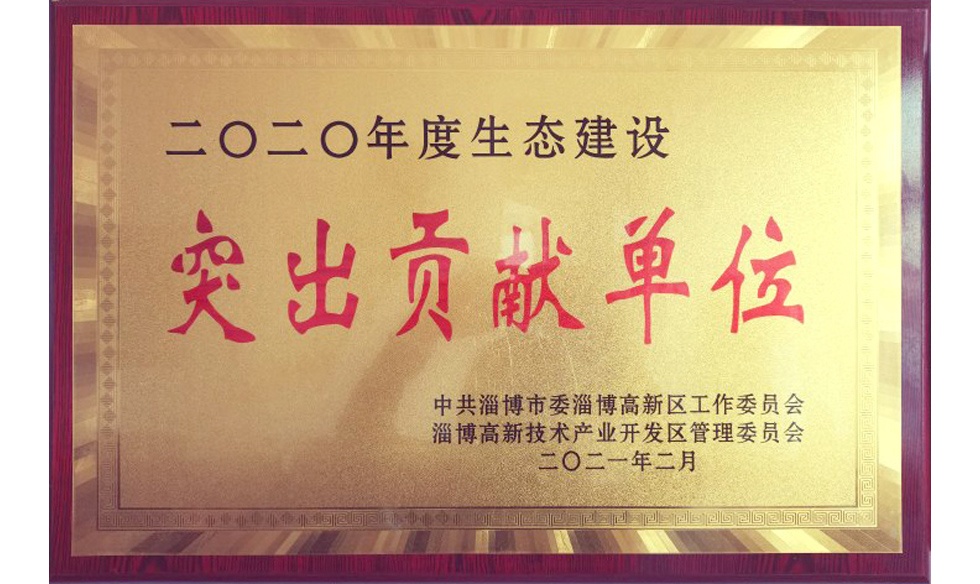 二〇二〇年度生态建设
突出贡献单位
中共淄博市委淄博高新区工作委员会
淄博高新技术产业开发区管理委员会
二〇二一年二月